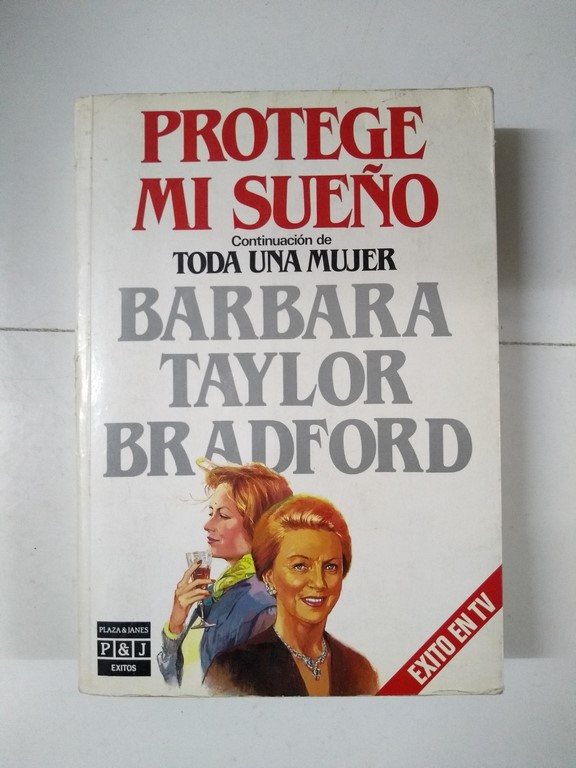 PROTEGE
MI SUEÑO
Continuación de
TODA UNA MUJER
BARBARA
TAYLOR
BRADFORD
PLAZA & JANES
P & J
EXITOS
EXITO EN TV